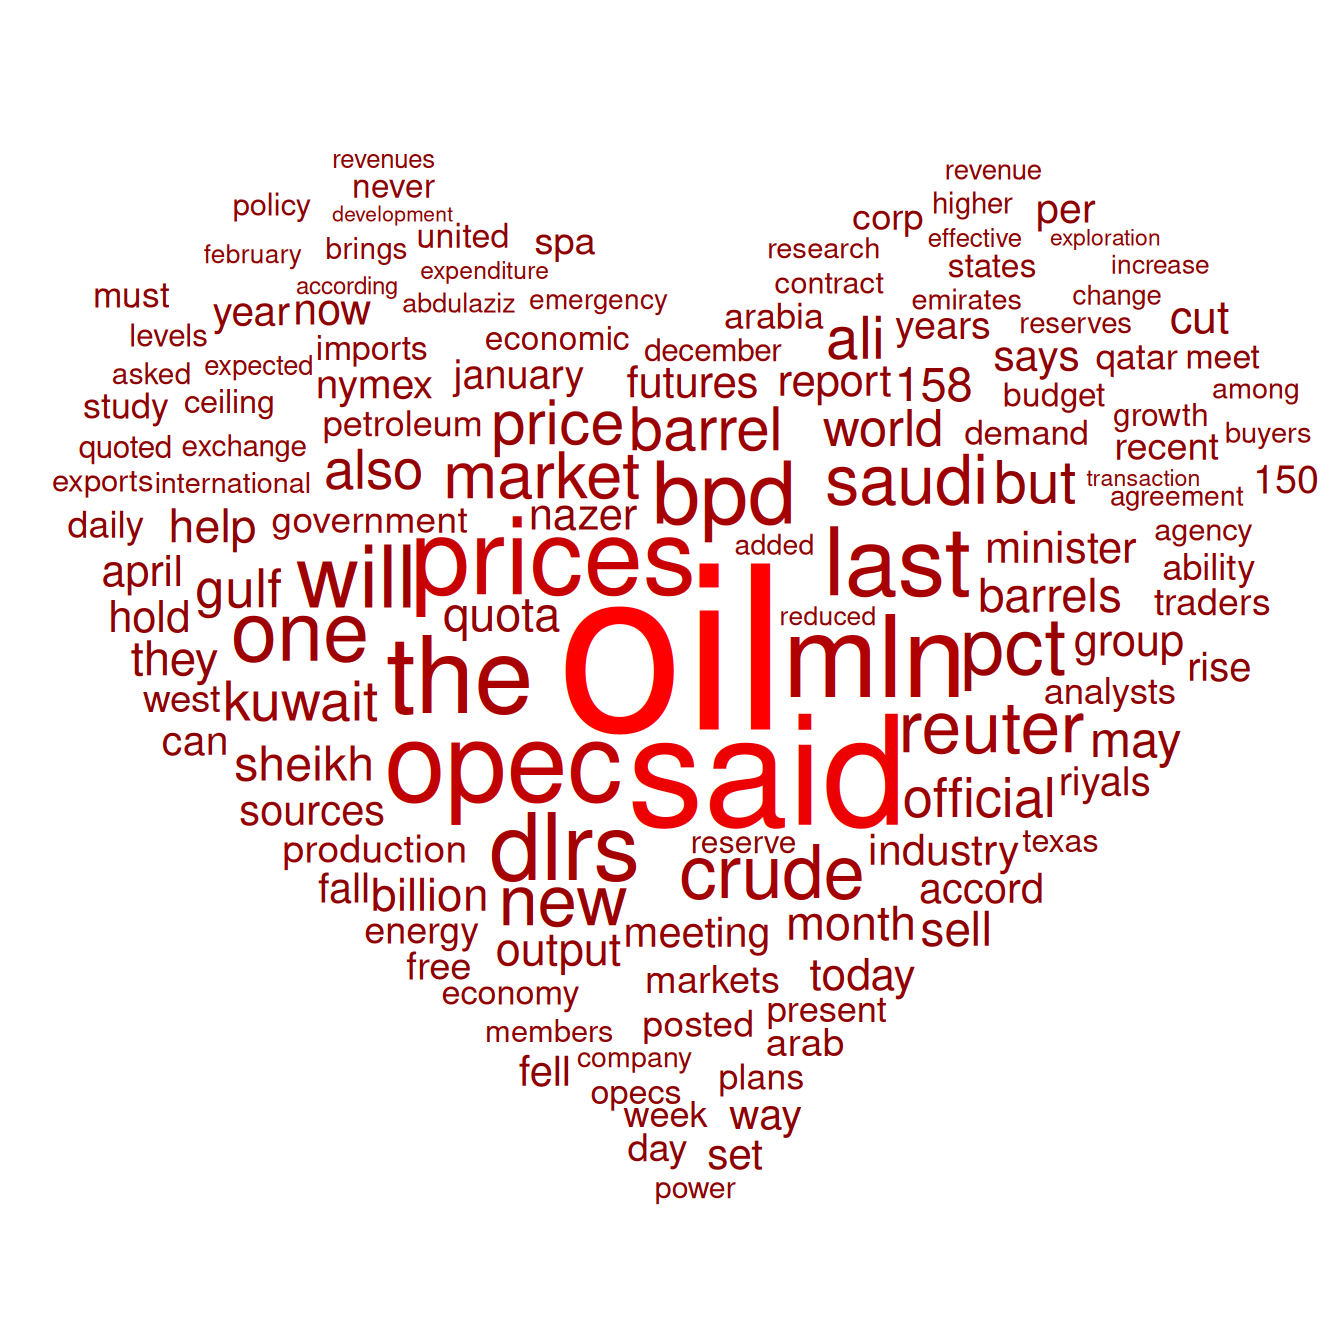 revenues
revenue
never
policy
development
higher
per
corp
united
spa
effective
exploration
february
brings
research
states
increase
expenditure
according
contract
must
year
now
abdulaziz
emergency
emirates
change
arabia
years
reserves
cut
levels
imports
economic
december
ali
says
qatar
meet
asked
expected
nymex
january
futures
report
158
budget
among
study
ceiling
petroleum
price
barrel
world
demand
growth
recent
buyers
quoted
exchange
also
market
bpd
saudi
but
transaction
150
exports
international
agreement
daily
help
government
nazer
prices
added
last
minister
agency
april
gulf
will
barrels
ability
traders
hold
one
quota
oil
reduced
mln
pct
group
they
the
rise
west
kuwait
analysts
can
sheikh
opec
said
reuter
may
sources
official
riyals
production
dlrs
reserve
industry
texas
fall
billion
new
crude
accord
energy
output
meeting
month
sell
free
markets
today
economy
members
posted
present
arab
fell
company
plans
opecs
week
way
day
set
power